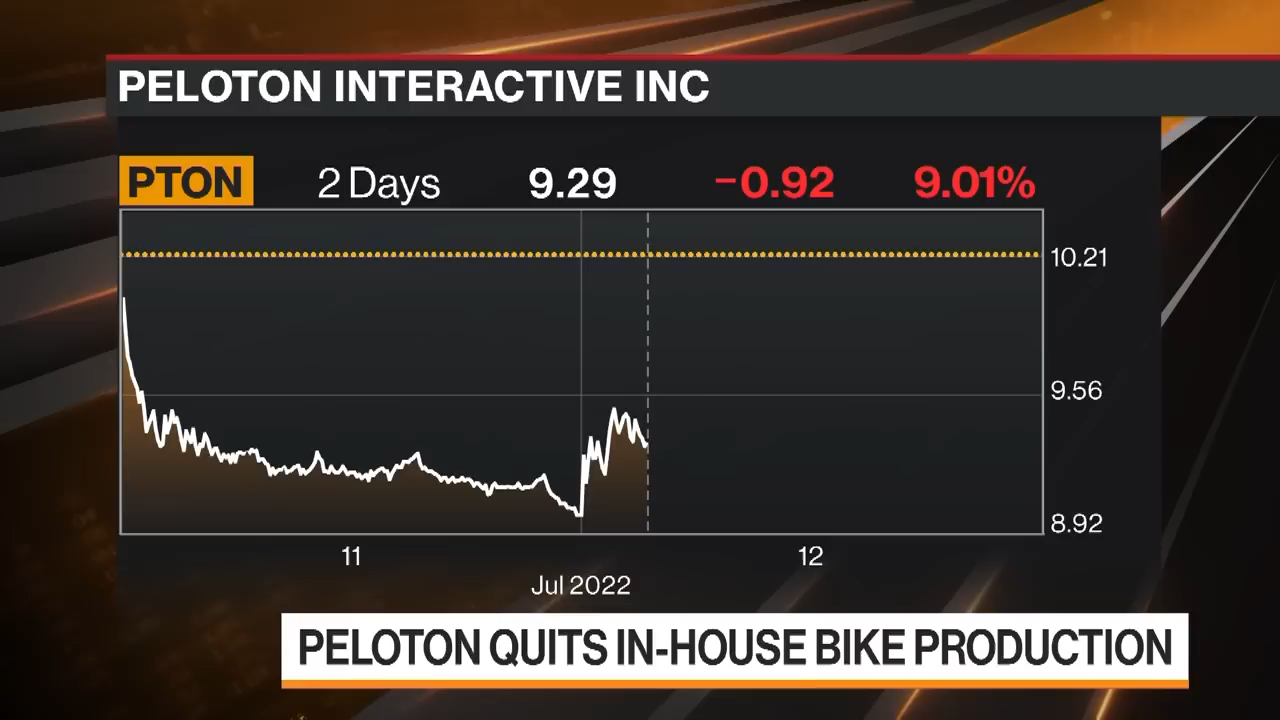 PELOTON INTERACTIVE INC
PTON 2 Days 9.29 −0.92 9.01%
10.21
9.56
8.92
11 12
Jul 2022
PELOTON QUITS IN-HOUSE BIKE PRODUCTION